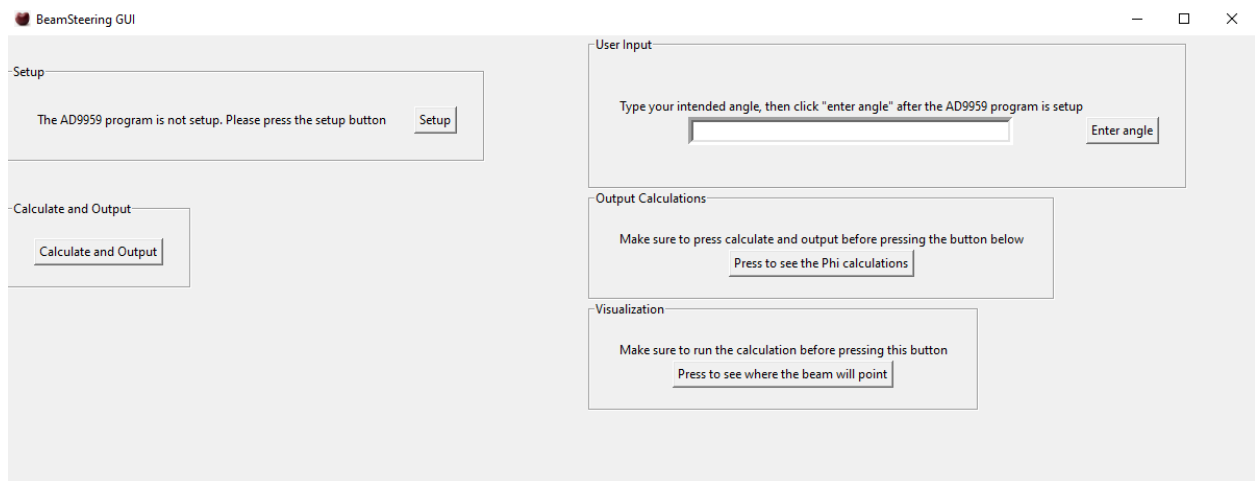 BeamSteering GUI
Setup
The AD9959 program is not setup. Please press the setup button
Setup
Calculate and Output
Calculate and Output
User Input
Type your intended angle, then click "enter angle" after the AD9959 program is setup
Enter angle
Output Calculations
Make sure to press calculate and output before pressing the button below
Press to see the Phi calculations
Visualization
Make sure to run the calculation before pressing this button
Press to see where the beam will point